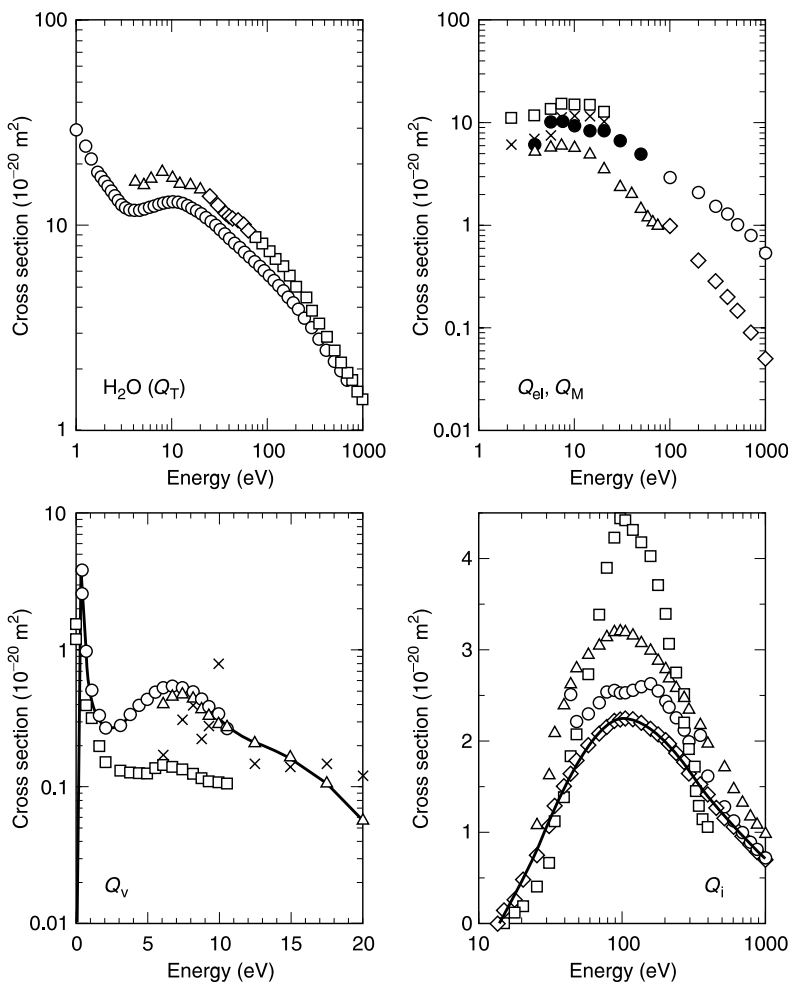 100
10
1
Cross section (10⁻²⁰ m²)
H₂O (Q_T)
1 10 100 1000
Energy (eV)
100
10
1
0.1
0.01
Cross section (10⁻²⁰ m²)
Q_el, Q_M
1 10 100 1000
Energy (eV)
10
1
0.1
0.01
Cross section (10⁻²⁰ m²)
Q_v
0 5 10 15 20
Energy (eV)
4
3
2
1
0
Cross section (10⁻²⁰ m²)
Q_i
10 100 1000
Energy (eV)